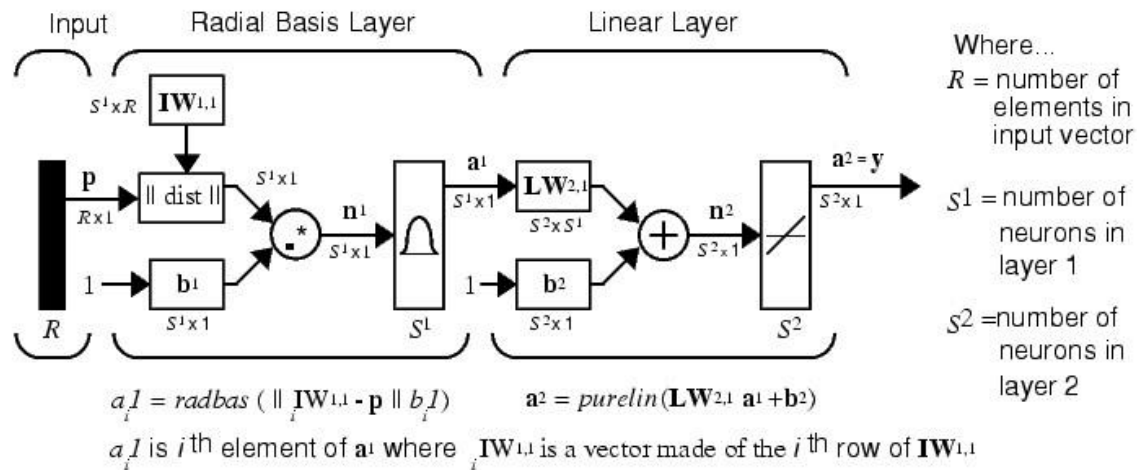 Input
Radial Basis Layer
Linear Layer
Where...
R = number of
elements in
input vector
S1 = number of
neurons in
layer 1
S2 =number of
neurons in
layer 2
S1xR
IW1,1
p
Rx1
|| dist ||
S1x1
1
b1
S1x1
.*
n1
S1x1
a1
S1x1
LW2,1
S2xS1
1
b2
S2x1
+
n2
S2x1
a2 = y
S2x1
R
S1
S2
ai1 = radbas ( || iIW1,1 - p || bi1)
a2 = purelin(LW2,1 a1 +b2)
ai1 is i th element of a1 where iIW1,1 is a vector made of the i th row of IW1,1